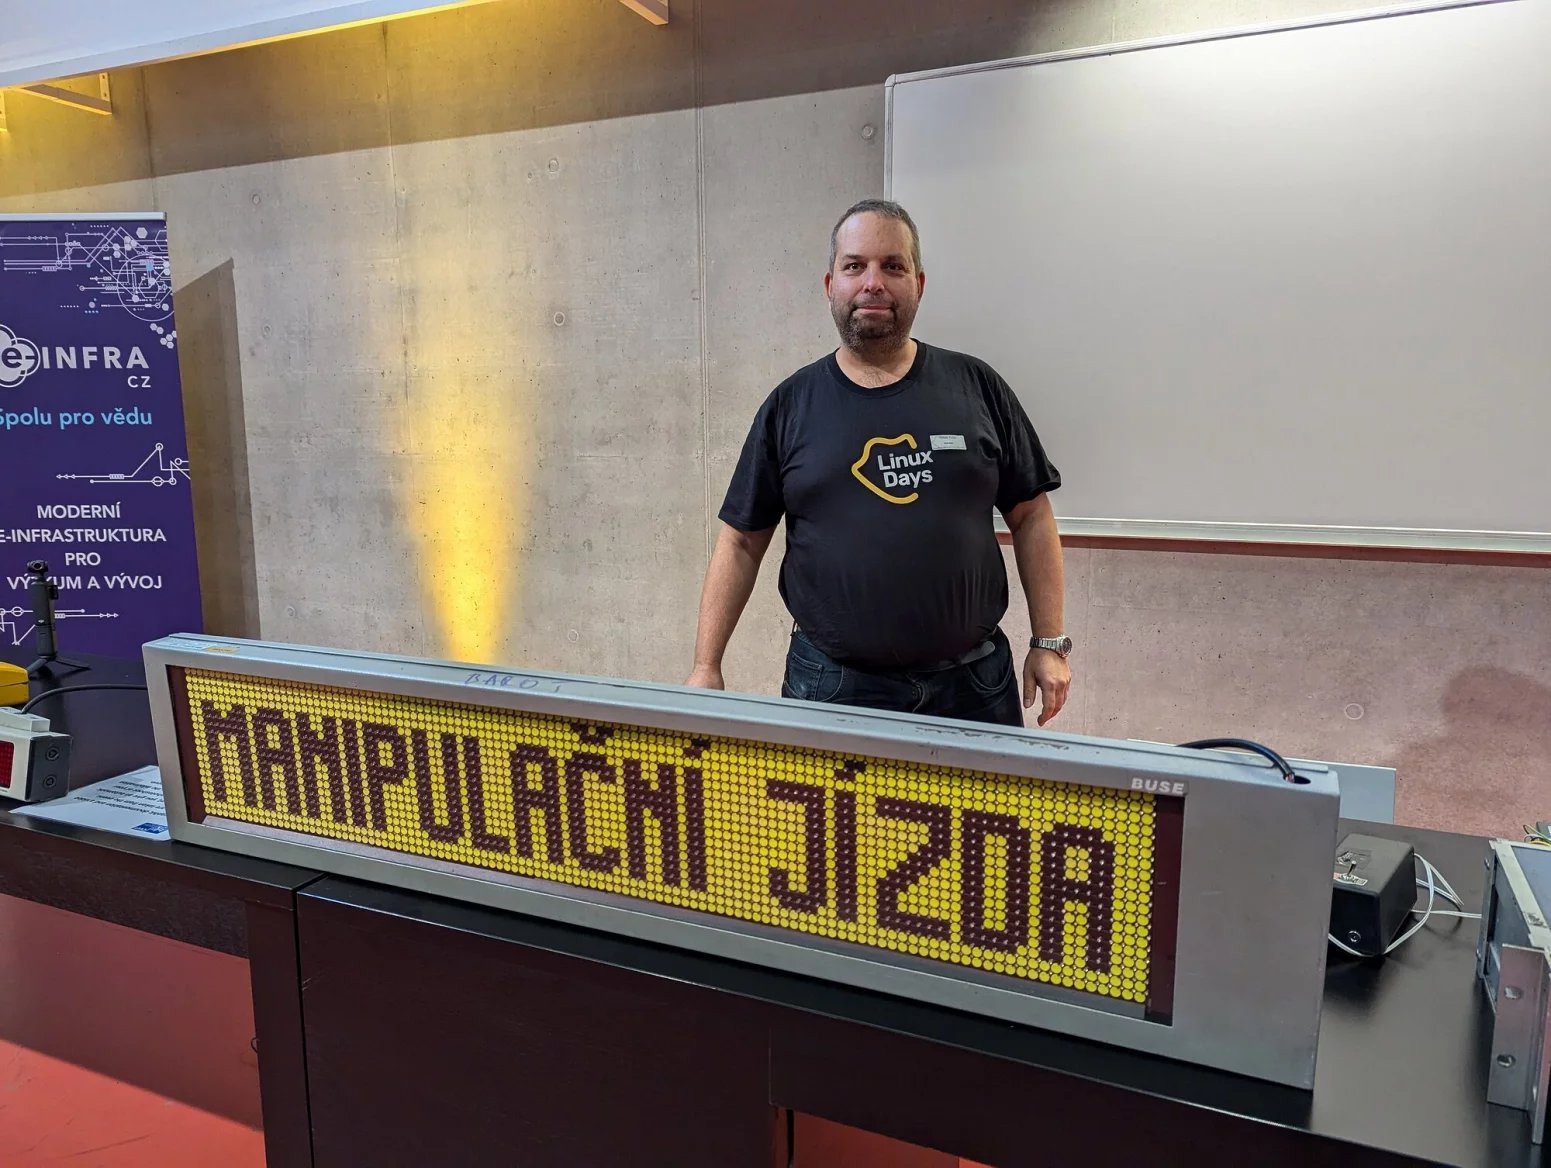 e-INFRA
CZ
Spolu pro vědu
MODERNÍ
E-INFRASTRUKTURA
PRO
A VÝVOJ
Linux
Days
BUSE
MANIPULAČNÍ JÍZDA